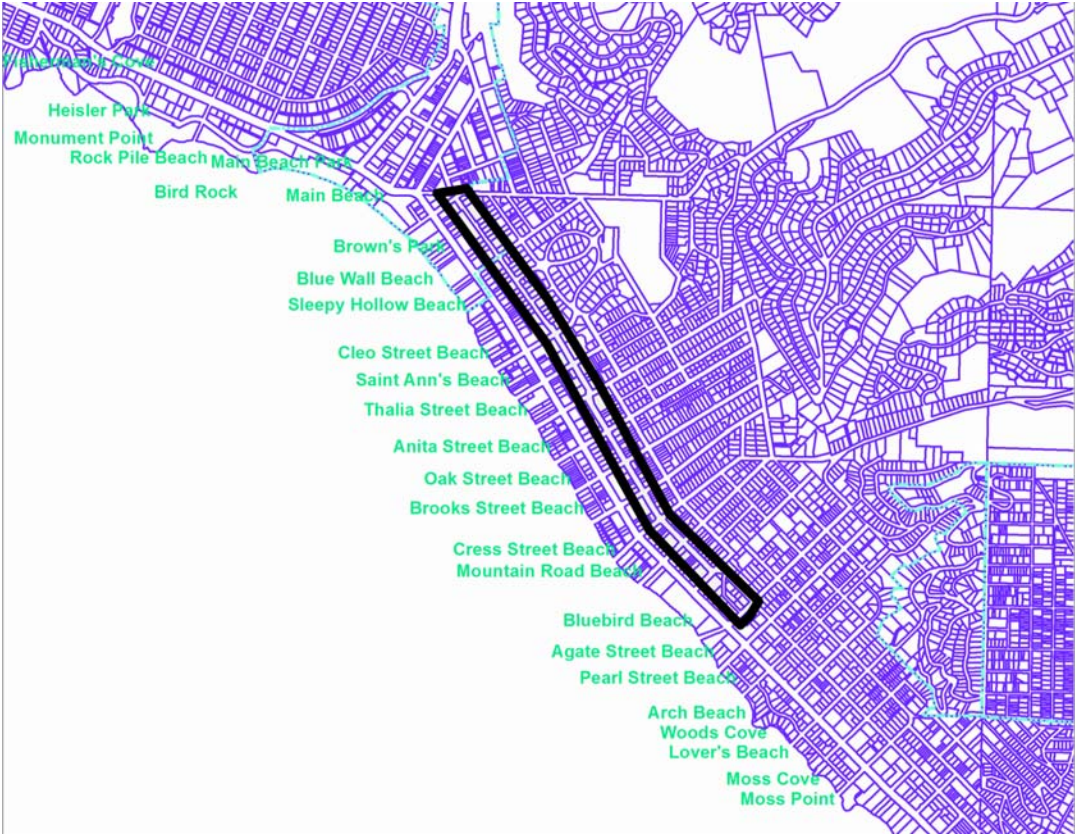 Fisherman's Cove
Heisler Park
Monument Point
Rock Pile Beach
Main Beach Park
Bird Rock
Main Beach
Brown's Park
Blue Wall Beach
Sleepy Hollow Beach
Cleo Street Beach
Saint Ann's Beach
Thalia Street Beach
Anita Street Beach
Oak Street Beach
Brooks Street Beach
Cress Street Beach
Mountain Road Beach
Bluebird Beach
Agate Street Beach
Pearl Street Beach
Arch Beach
Woods Cove
Lover's Beach
Moss Cove
Moss Point